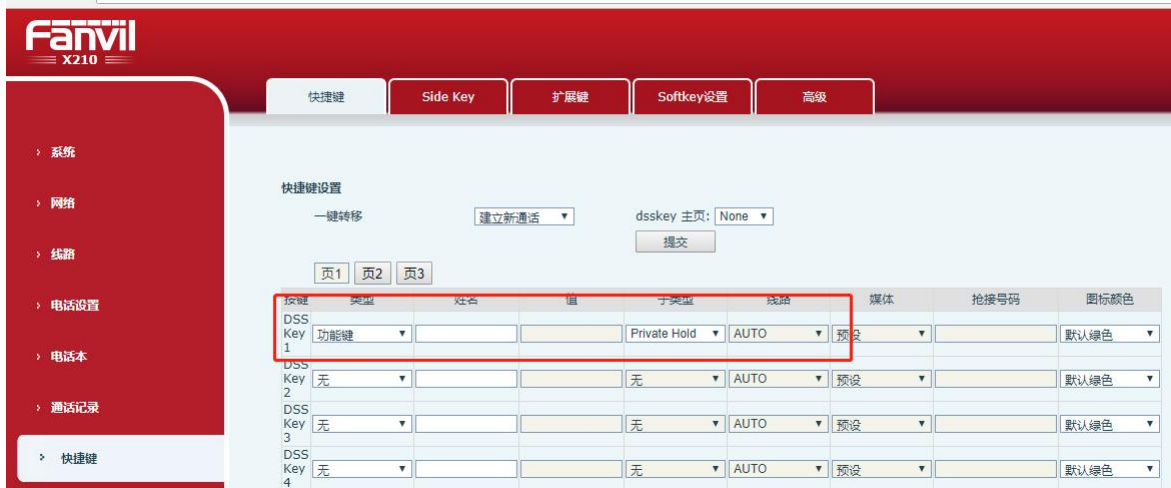 Fanvil
X210
快捷键 Side Key 扩展键 Softkey设置 高级
系统
网络
线路
电话设置
电话本
通话记录
快捷键
快捷键设置
一键转移 建立新通话 dsskey 主页: None
提交
页1 页2 页3
按键 类型 姓名 值 子类型 线路 媒体 抢接号码 图标颜色
DSS Key 1 功能键 Private Hold AUTO 预设 默认绿色
DSS Key 2 无 无 AUTO 预设 默认绿色
DSS Key 3 无 无 AUTO 预设 默认绿色
DSS Key 4 无 无 AUTO 预设 默认绿色